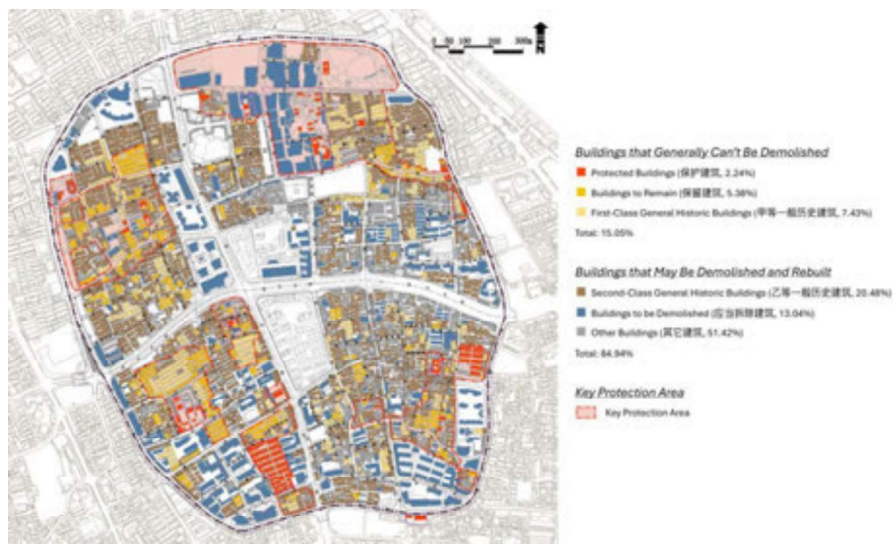 0 50 100 200 300m
Buildings that Generally Can't Be Demolished
Protected Buildings (保护建筑, 2.24%)
Buildings to Remain (保留建筑, 5.38%)
First-Class General Historic Buildings (甲等一般历史建筑, 7.43%)
Total: 15.05%
Buildings that May Be Demolished and Rebuilt
Second-Class General Historic Buildings (乙等一般历史建筑, 20.48%)
Buildings to be Demolished (应当拆除建筑, 13.04%)
Other Buildings (其它建筑, 51.42%)
Total: 84.94%
Key Protection Area
Key Protection Area